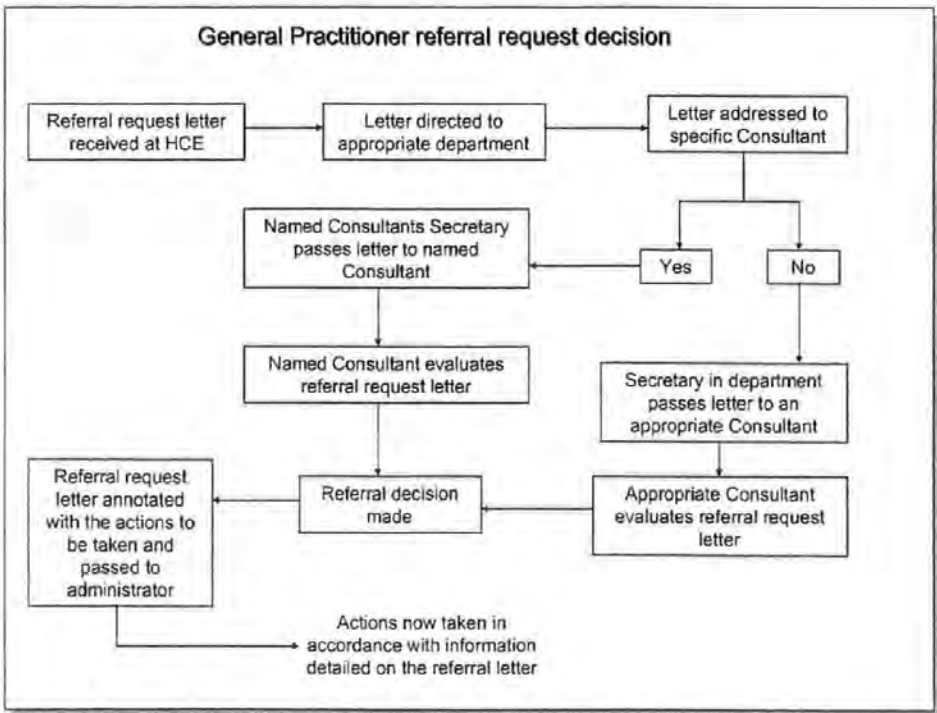 General Practitioner referral request decision
Referral request letter
received at HCE
Letter directed to
appropriate department
Letter addressed to
specific Consultant
Named Consultants Secretary
passes letter to named
Consultant
Yes
No
Named Consultant evaluates
referral request letter
Secretary in department
passes letter to an
appropriate Consultant
Referral request
letter annotated
with the actions to
be taken and
passed to
administrator
Referral decision
made
Appropriate Consultant
evaluates referral request
letter
Actions now taken in
accordance with information
detailed on the referral letter